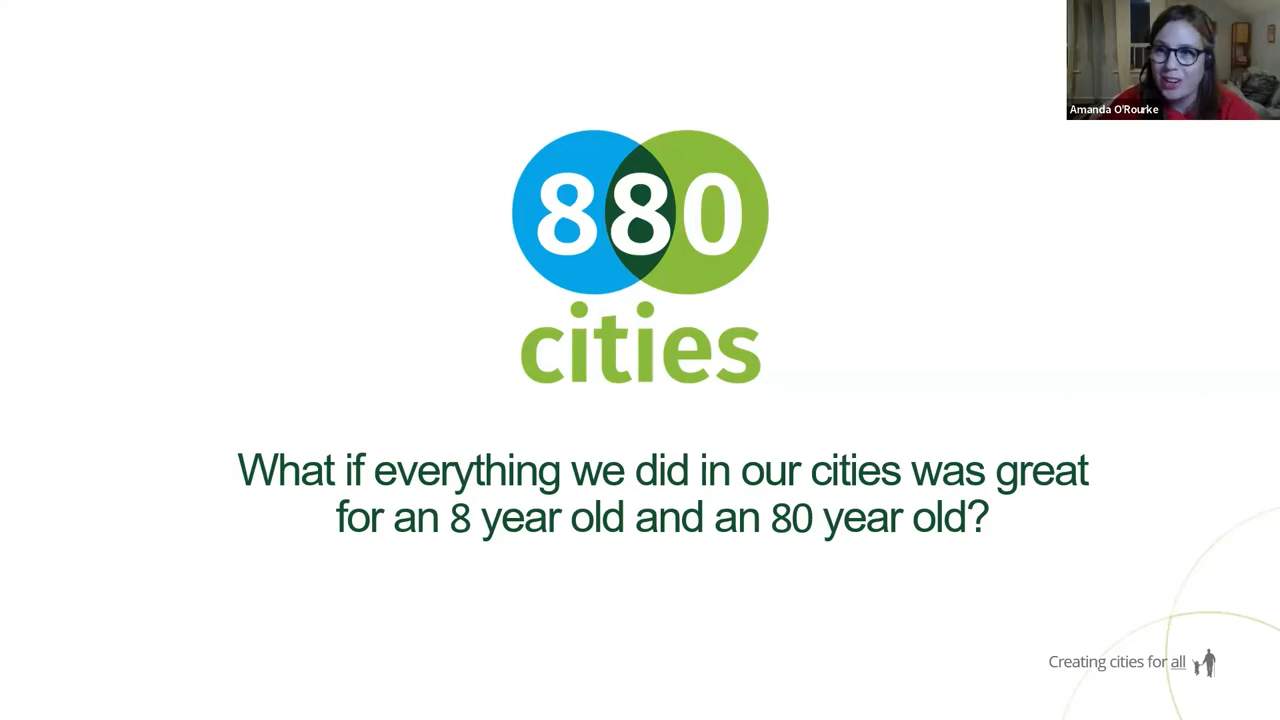 Amanda O'Rourke
880
cities
What if everything we did in our cities was great
for an 8 year old and an 80 year old?
Creating cities for all